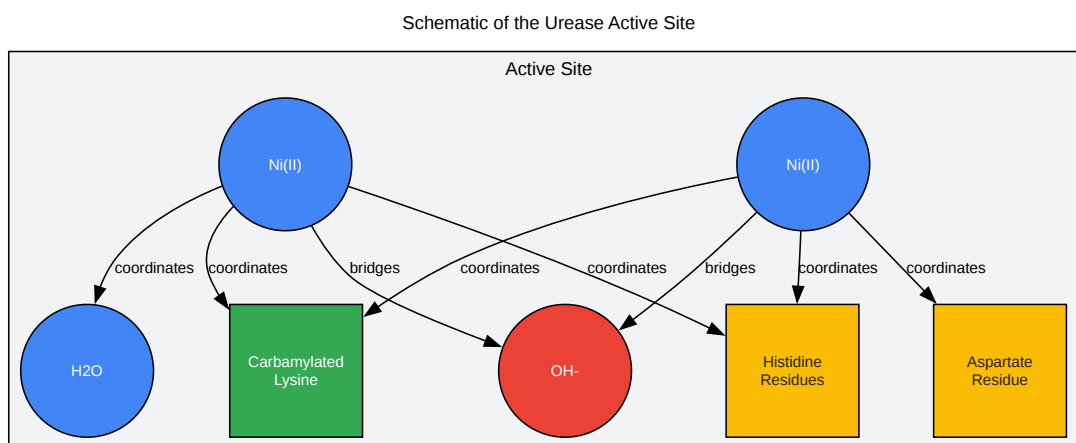 Schematic of the Urease Active Site
Active Site
Ni(II)
Ni(II)
coordinates
coordinates
bridges
coordinates
coordinates
bridges
coordinates
coordinates
H2O
Carbamylated
Lysine
OH-
Histidine
Residues
Aspartate
Residue